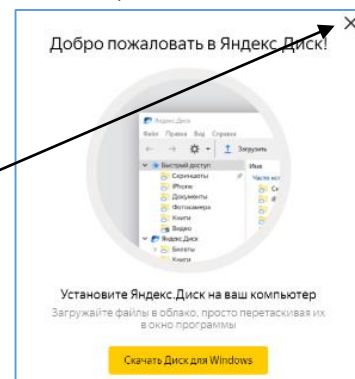 Добро пожаловать в Яндекс.Диск!
Яндекс.Диск
Файл Правка Вид Справка
Загрузить
Быстрый доступ
Имя
Скриншоты
iPhone
Документы
Фотокамера
Книги
Видео
Яндекс.Диск
Билеты
Книги
Установите Яндекс.Диск на ваш компьютер
Загружайте файлы в облако, просто перетаскивая их
в окно программы
Скачать Диск для Windows